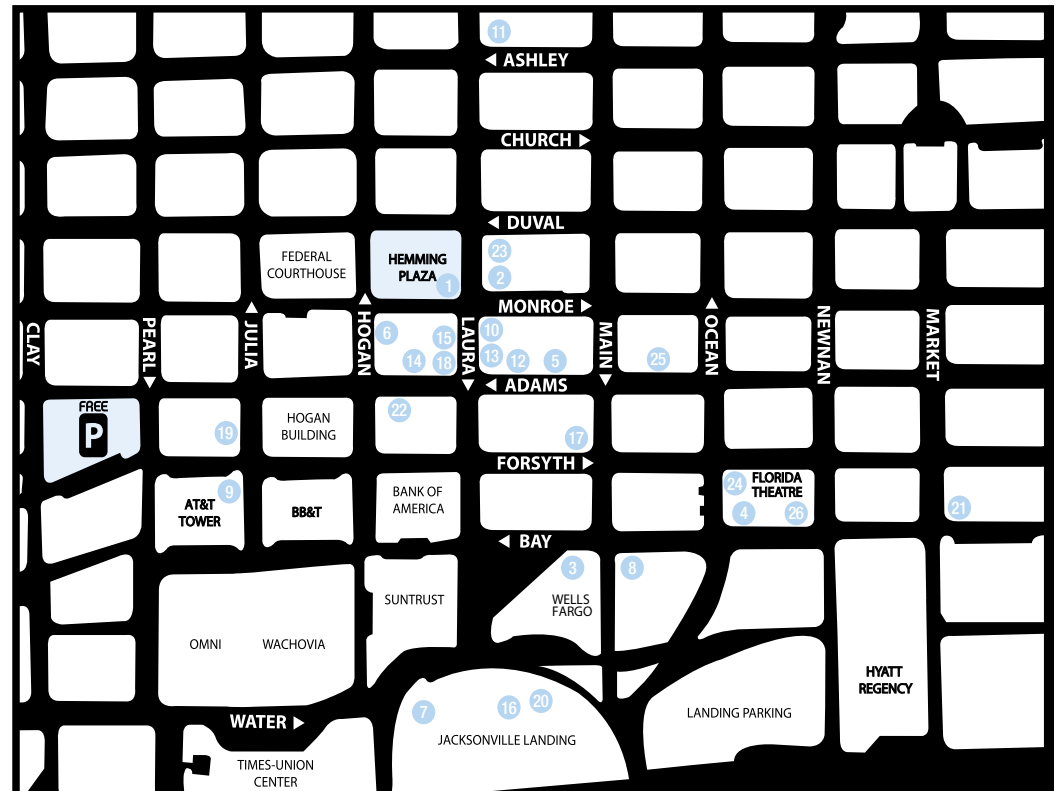 11
◄ ASHLEY
CHURCH ►
◄ DUVAL
FEDERAL
COURTHOUSE
HEMMING
PLAZA
1
23
2
MONROE ►
CLAY
PEARL
JULIA
HOGAN
LAURA
MAIN
OCEAN
NEWNAN
MARKET
6
15
14
18
10
13
12
5
25
◄ ADAMS
FREE
P
19
HOGAN
BUILDING
22
17
FORSYTH ►
9
AT&T
TOWER
BB&T
BANK OF
AMERICA
24
FLORIDA
THEATRE
4
26
21
◄ BAY
3
WELLS
FARGO
8
SUNTRUST
OMNI
WACHOVIA
HYATT
REGENCY
WATER ►
7
16
20
JACKSONVILLE LANDING
LANDING PARKING
TIMES-UNION
CENTER